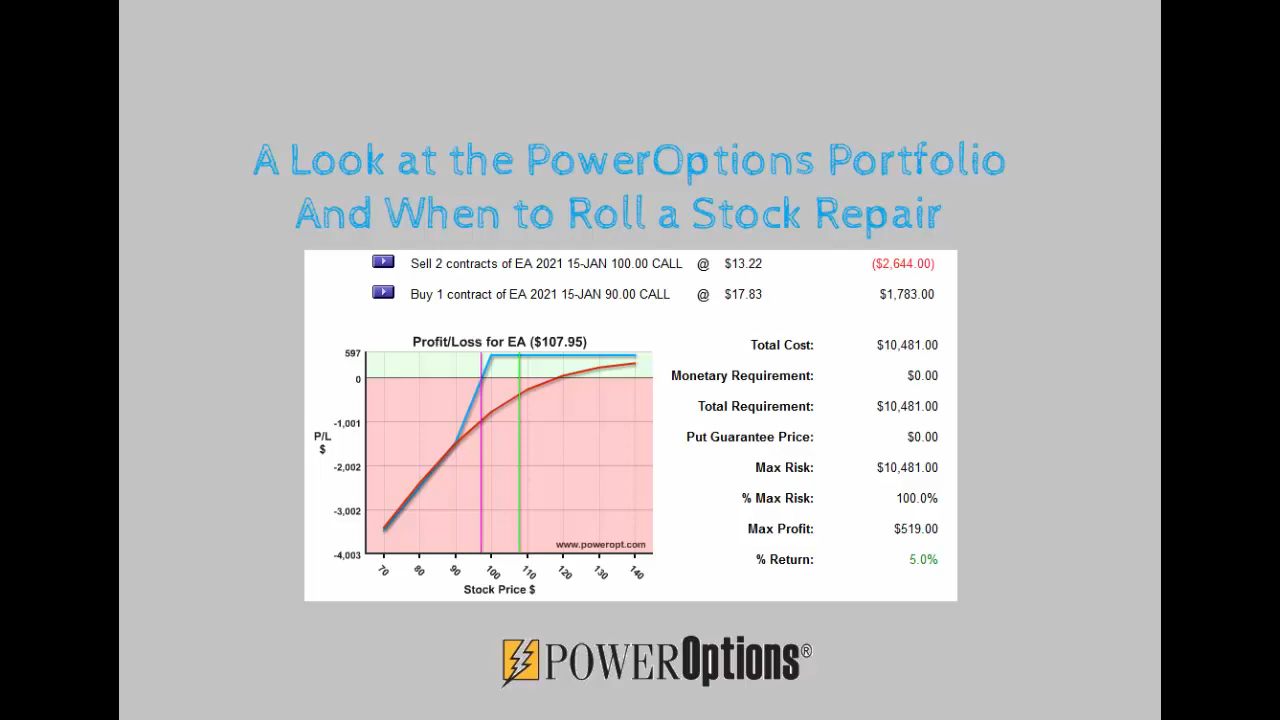 A Look at the PowerOptions Portfolio
And When to Roll a Stock Repair
Sell 2 contracts of EA 2021 15-JAN 100.00 CALL @ $13.22 ($2,644.00)
Buy 1 contract of EA 2021 15-JAN 90.00 CALL @ $17.83 $1,783.00
Profit/Loss for EA ($107.95)
597
0
-1,001
-2,002
-3,002
-4,003
P/L
$
70 80 90 100 110 120 130 140
Stock Price $
www.poweropt.com
Total Cost: $10,481.00
Monetary Requirement: $0.00
Total Requirement: $10,481.00
Put Guarantee Price: $0.00
Max Risk: $10,481.00
% Max Risk: 100.0%
Max Profit: $519.00
% Return: 5.0%
POWEROptions®